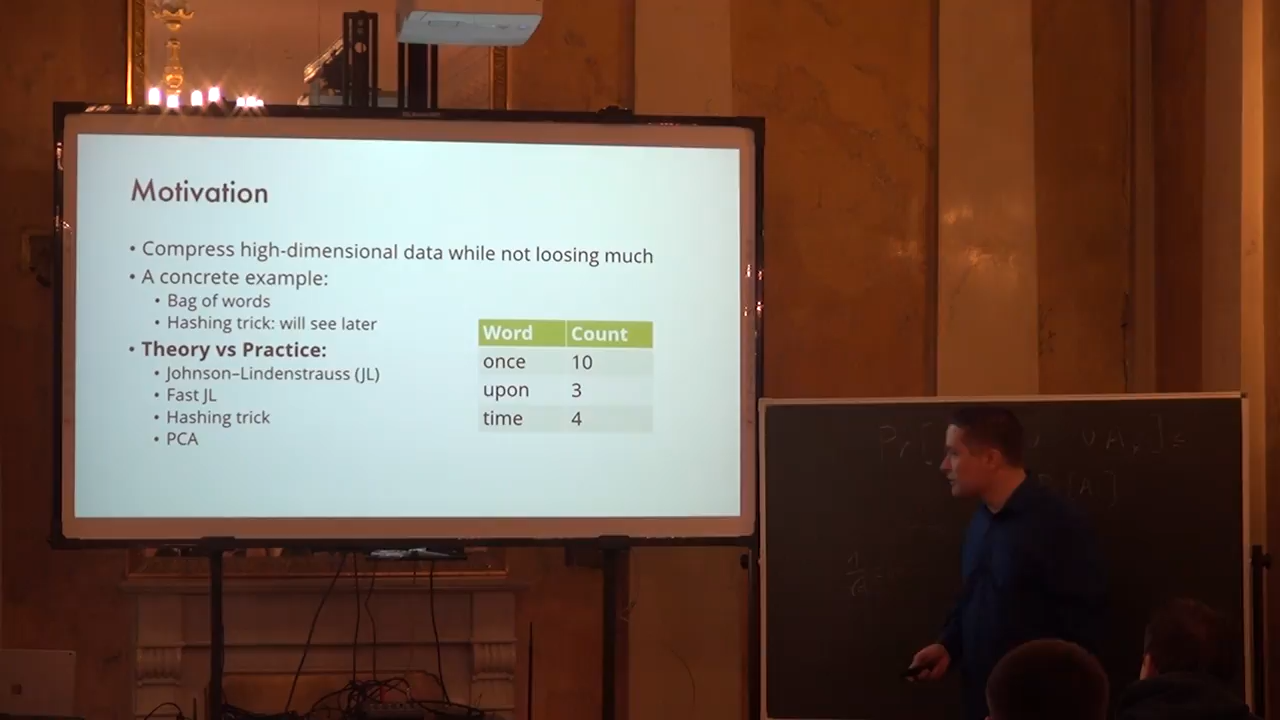 Motivation
• Compress high-dimensional data while not loosing much
• A concrete example:
• Bag of words
• Hashing trick: will see later
• Theory vs Practice:
• Johnson–Lindenstrauss (JL)
• Fast JL
• Hashing trick
• PCA
Word Count
once 10
upon 3
time 4